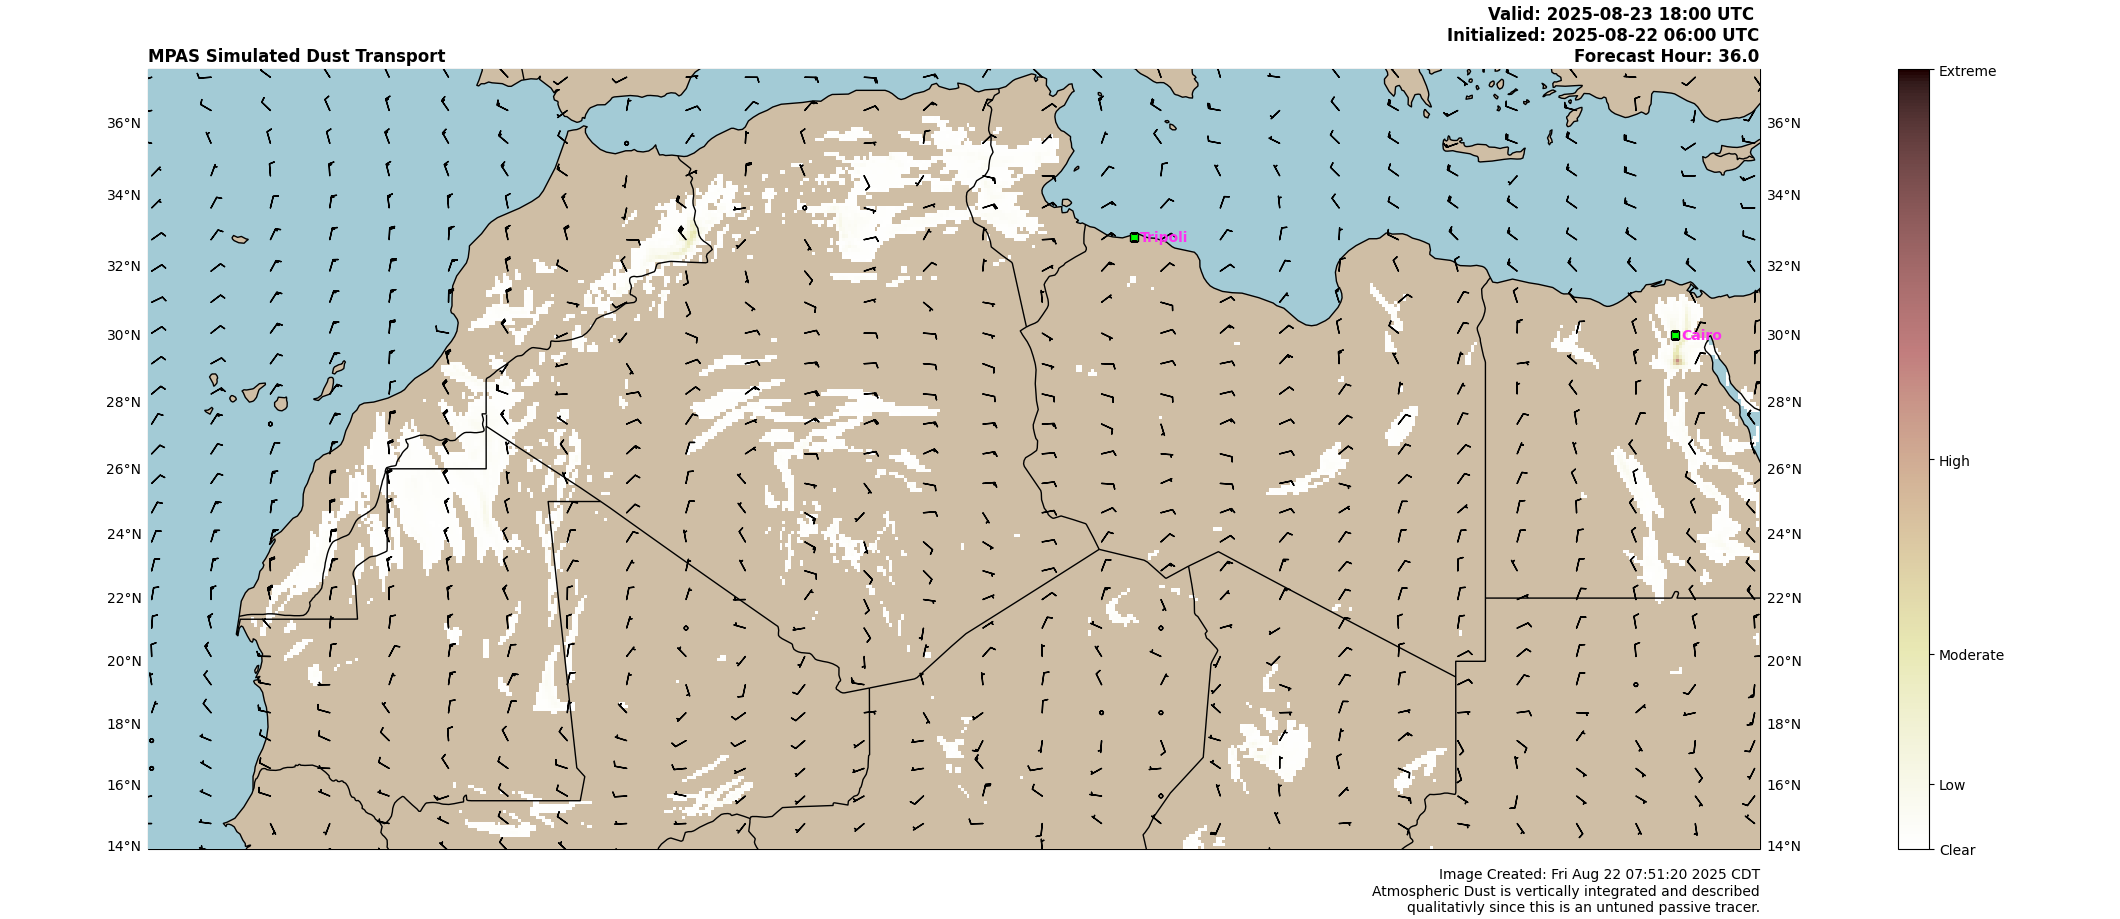 Valid: 2025-08-23 18:00 UTC
Initialized: 2025-08-22 06:00 UTC
MPAS Simulated Dust Transport
Forecast Hour: 36.0
Extreme
36°N
36°N
34°N
34°N
Tripoli
32°N
32°N
30°N
Cairo
30°N
28°N
28°N
High
26°N
26°N
24°N
24°N
22°N
22°N
Moderate
20°N
20°N
18°N
18°N
16°N
16°N
Low
14°N
14°N
Clear
Image Created: Fri Aug 22 07:51:20 2025 CDT
Atmospheric Dust is vertically integrated and described
qualitativly since this is an untuned passive tracer.